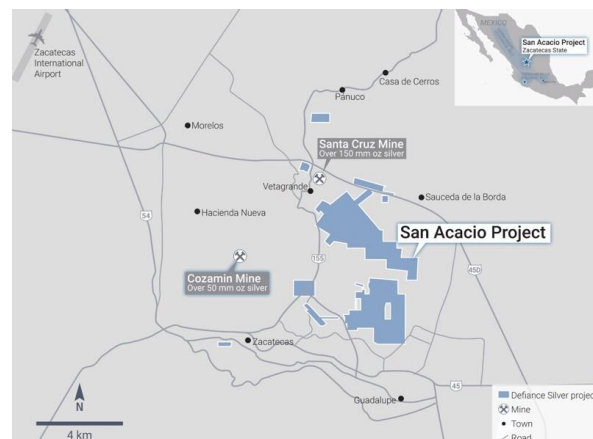 Zacatecas
International
Airport
MEXICO
San Acacio Project
Zacatecas State
Casa de Cerros
Panuco
Morelos
Santa Cruz Mine
Over 150 mm oz silver
Vetagrande
Sauceda de la Borda
54
Hacienda Nueva
San Acacio Project
155
45D
Cozamin Mine
Over 50 mm oz silver
Zacatecas
45
Guadalupe
N
4 km
Defiance Silver projec
Mine
Town
Road